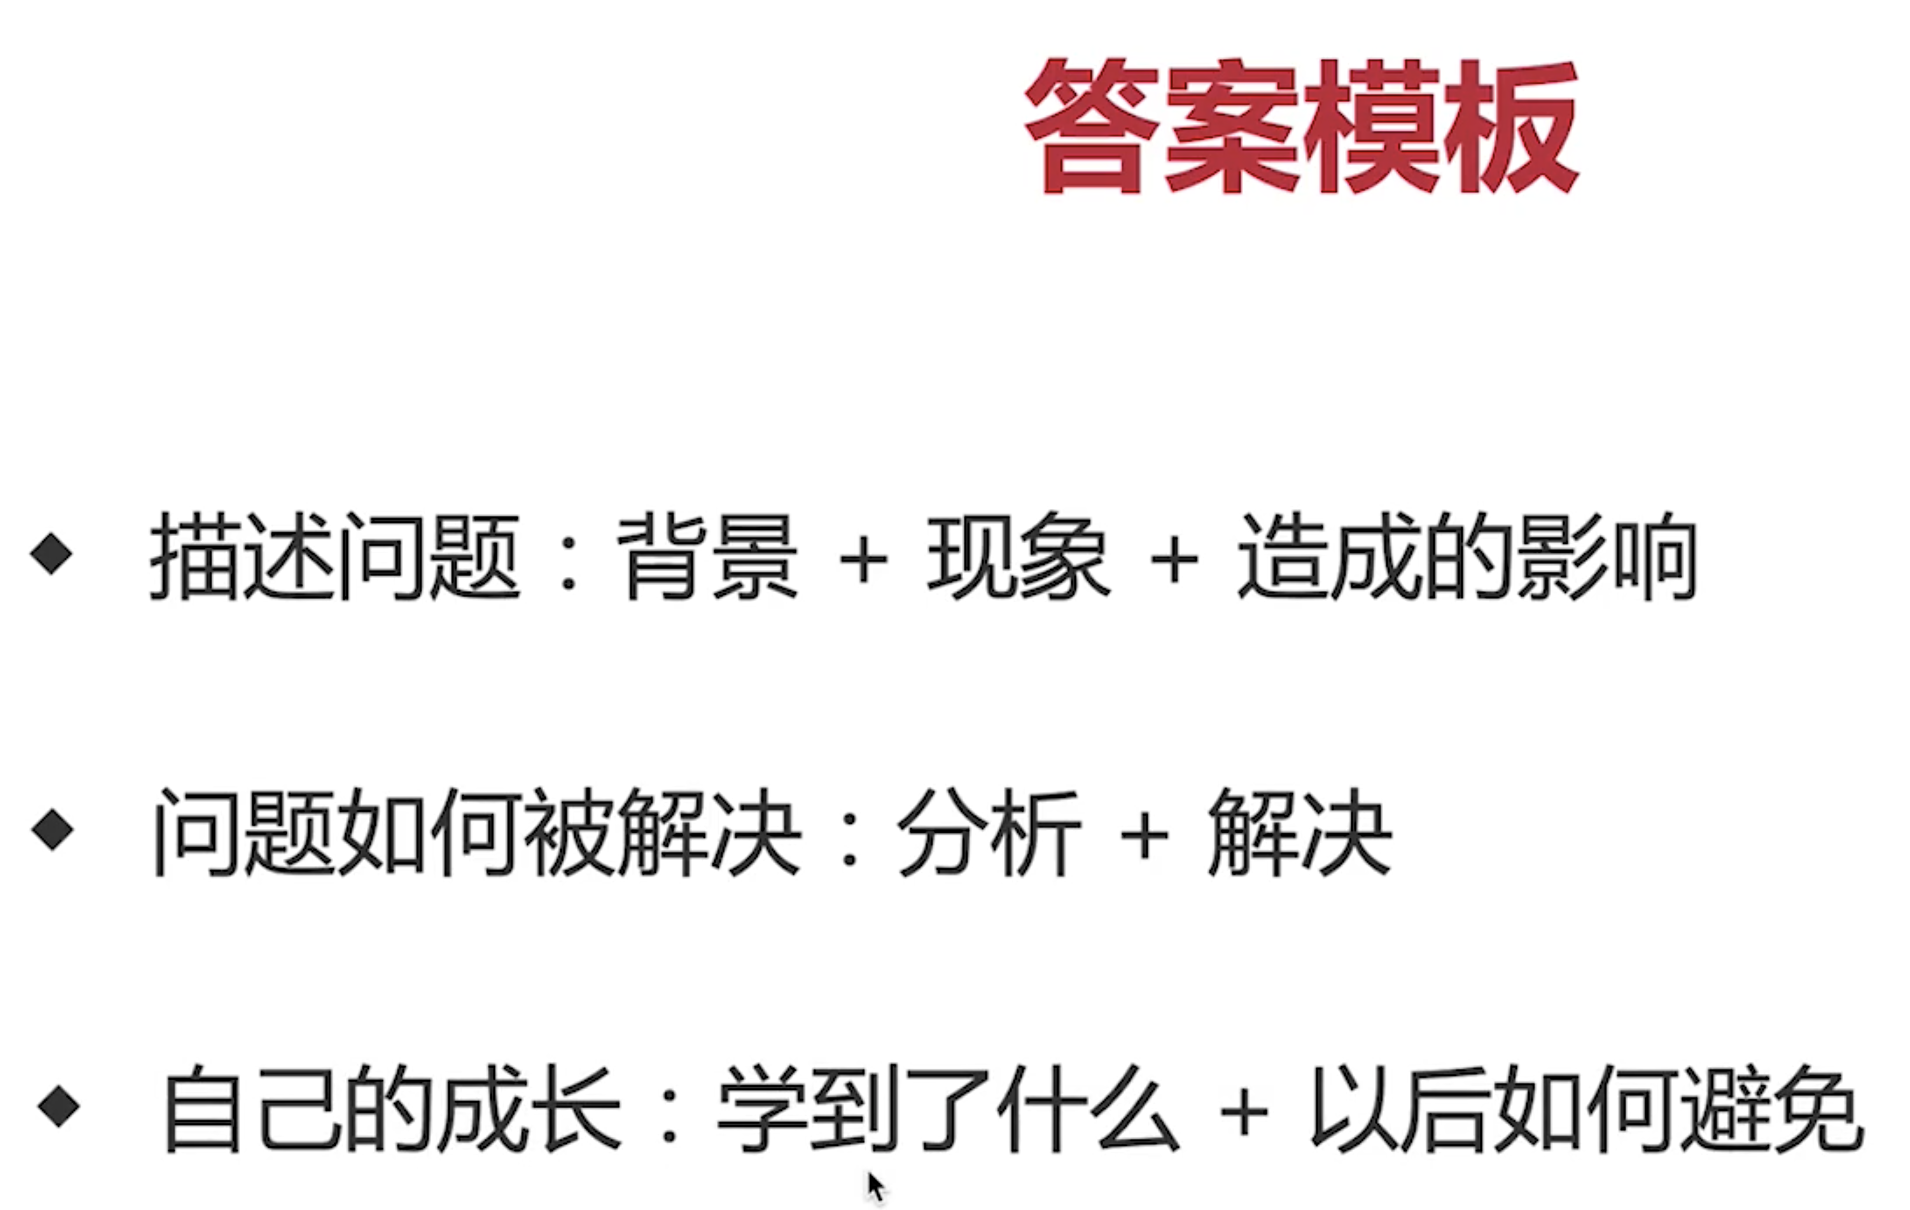 答案模板
◆ 描述问题：背景 + 现象 + 造成的影响
◆ 问题如何被解决：分析 + 解决
◆ 自己的成长：学到了什么 + 以后如何避免